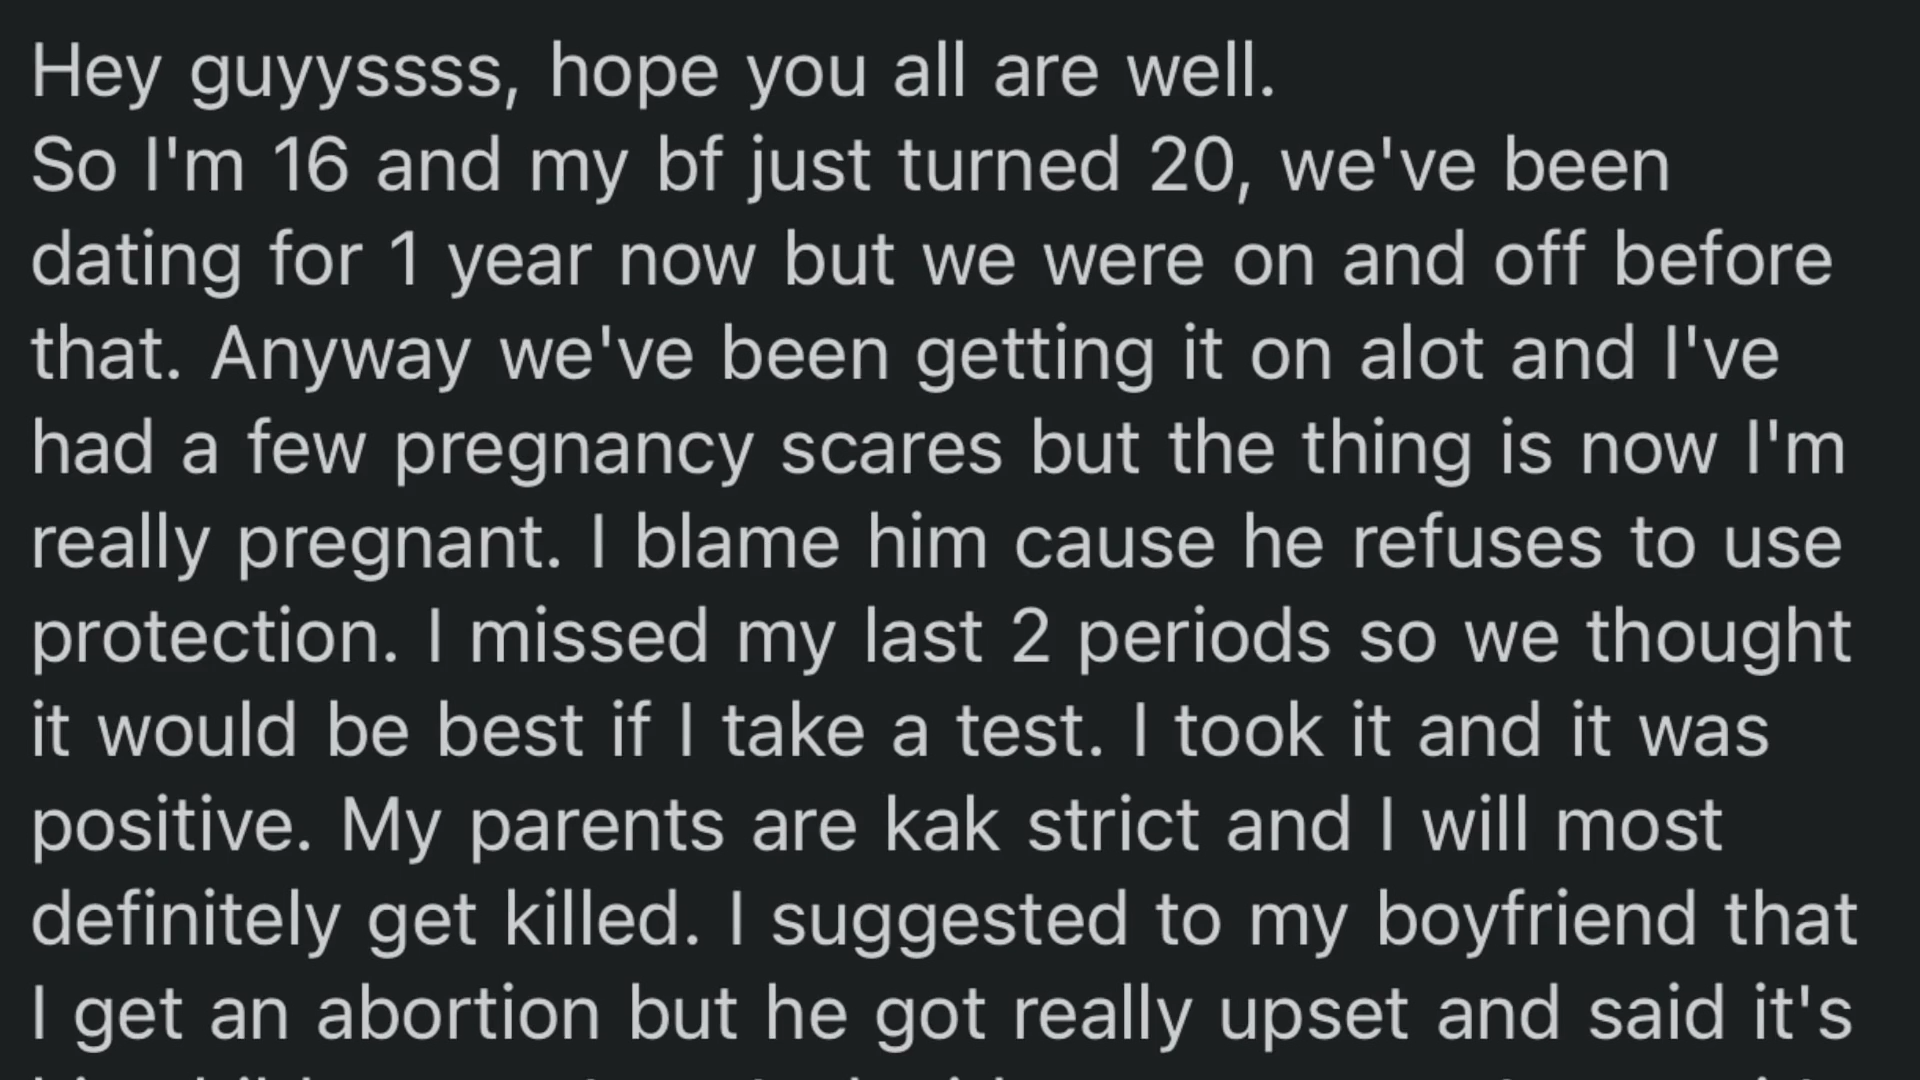 Hey guyyssss, hope you all are well.
So I'm 16 and my bf just turned 20, we've been
dating for 1 year now but we were on and off before
that. Anyway we've been getting it on alot and I've
had a few pregnancy scares but the thing is now I'm
really pregnant. I blame him cause he refuses to use
protection. I missed my last 2 periods so we thought
it would be best if I take a test. I took it and it was
positive. My parents are kak strict and I will most
definitely get killed. I suggested to my boyfriend that
I get an abortion but he got really upset and said it's